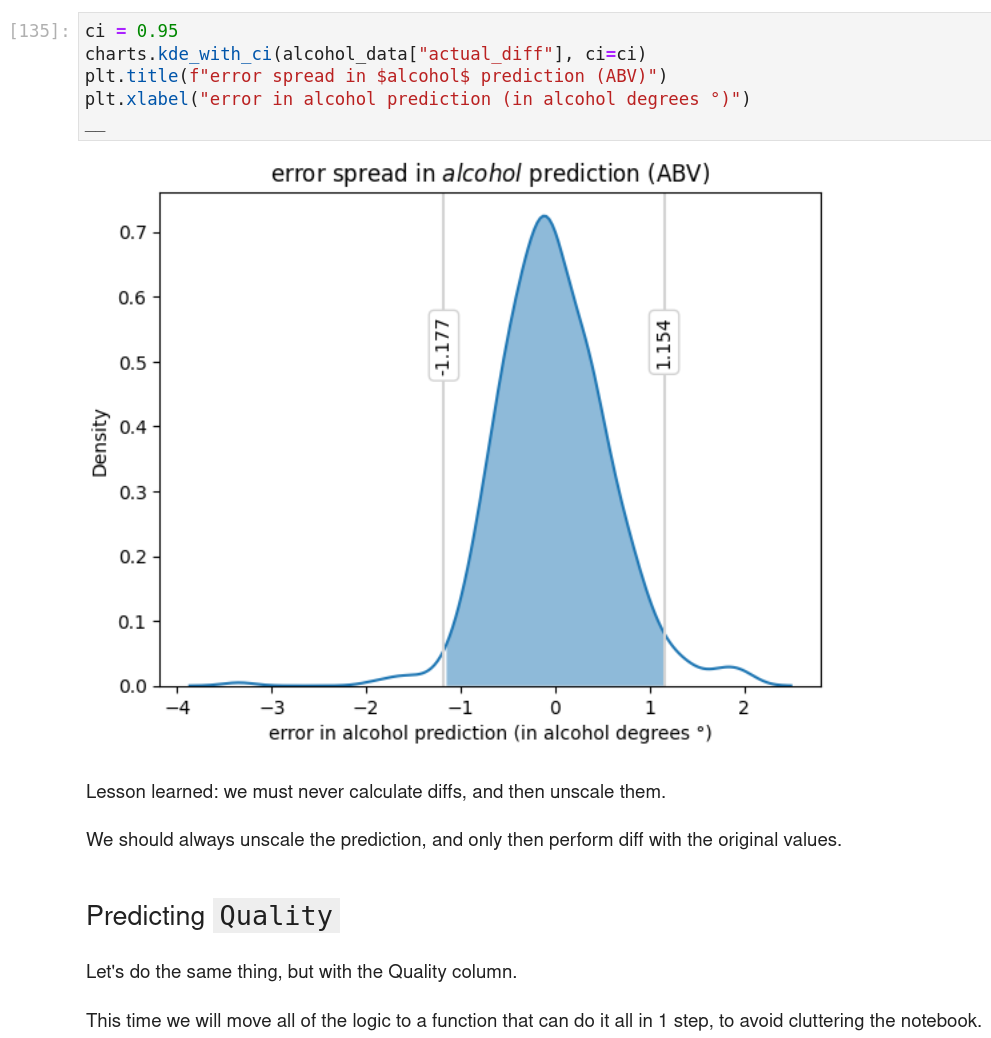 [135]: ci = 0.95
charts.kde_with_ci(alcohol_data["actual_diff"], ci=ci)
plt.title(f"error spread in $alcohol$ prediction (ABV)")
plt.xlabel("error in alcohol prediction (in alcohol degrees °)")
__
error spread in alcohol prediction (ABV)
0.7
0.6
0.5
0.4
0.3
0.2
0.1
0.0
Density
-1.177
1.154
−4 −3 −2 −1 0 1 2
error in alcohol prediction (in alcohol degrees °)
Lesson learned: we must never calculate diffs, and then unscale them.
We should always unscale the prediction, and only then perform diff with the original values.
Predicting Quality
Let's do the same thing, but with the Quality column.
This time we will move all of the logic to a function that can do it all in 1 step, to avoid cluttering the notebook.